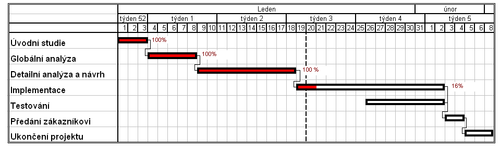 Leden únor
týden 52 týden 1 týden 2 týden 3 týden 4 týden 5
1 2 3 4 5 6 7 8 9 10 11 12 13 14 15 16 17 18 19 20 21 22 23 24 25 26 27 28 29 30 31 1 2 3 4 5 6 7 8
Úvodní studie 100%
Globální analýza 100%
Detailní analýza a návrh 100 %
Implementace 16%
Testování
Předání zákazníkovi
Ukončení projektu